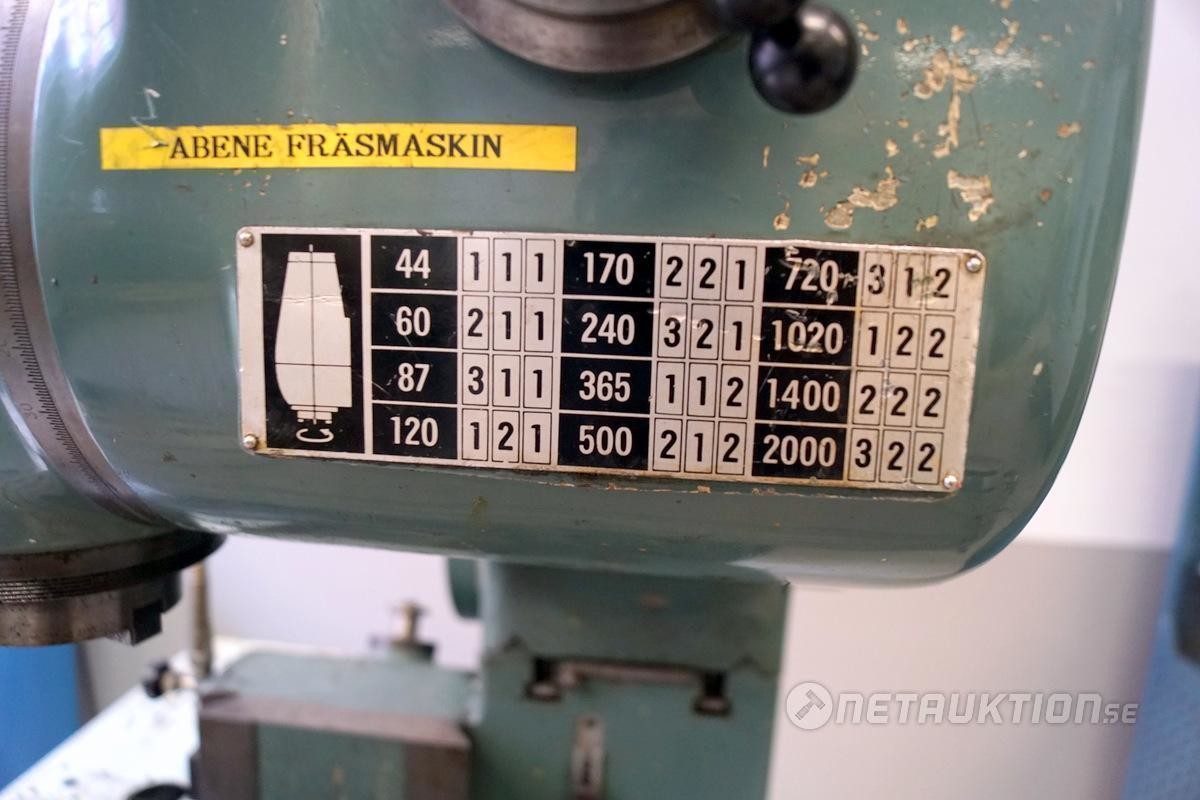 ABENE FRÄSMASKIN
44 1 1 1 170 2 2 1 720 3 1 2
60 2 1 1 240 3 2 1 1020 1 2 2
87 3 1 1 365 1 1 2 1400 2 2 2
120 1 2 1 500 2 1 2 2000 3 2 2
NETAUKTION.SE